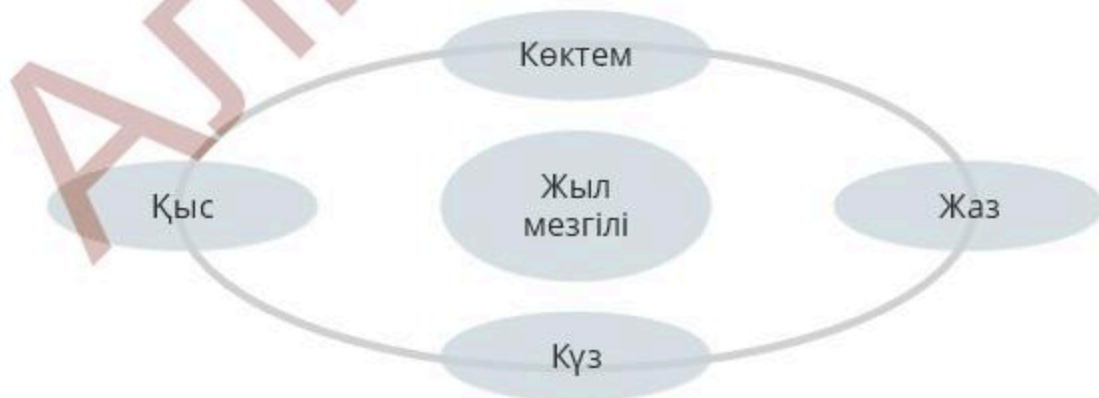 Көктем
Қыс
Жыл
мезгілі
Жаз
Күз